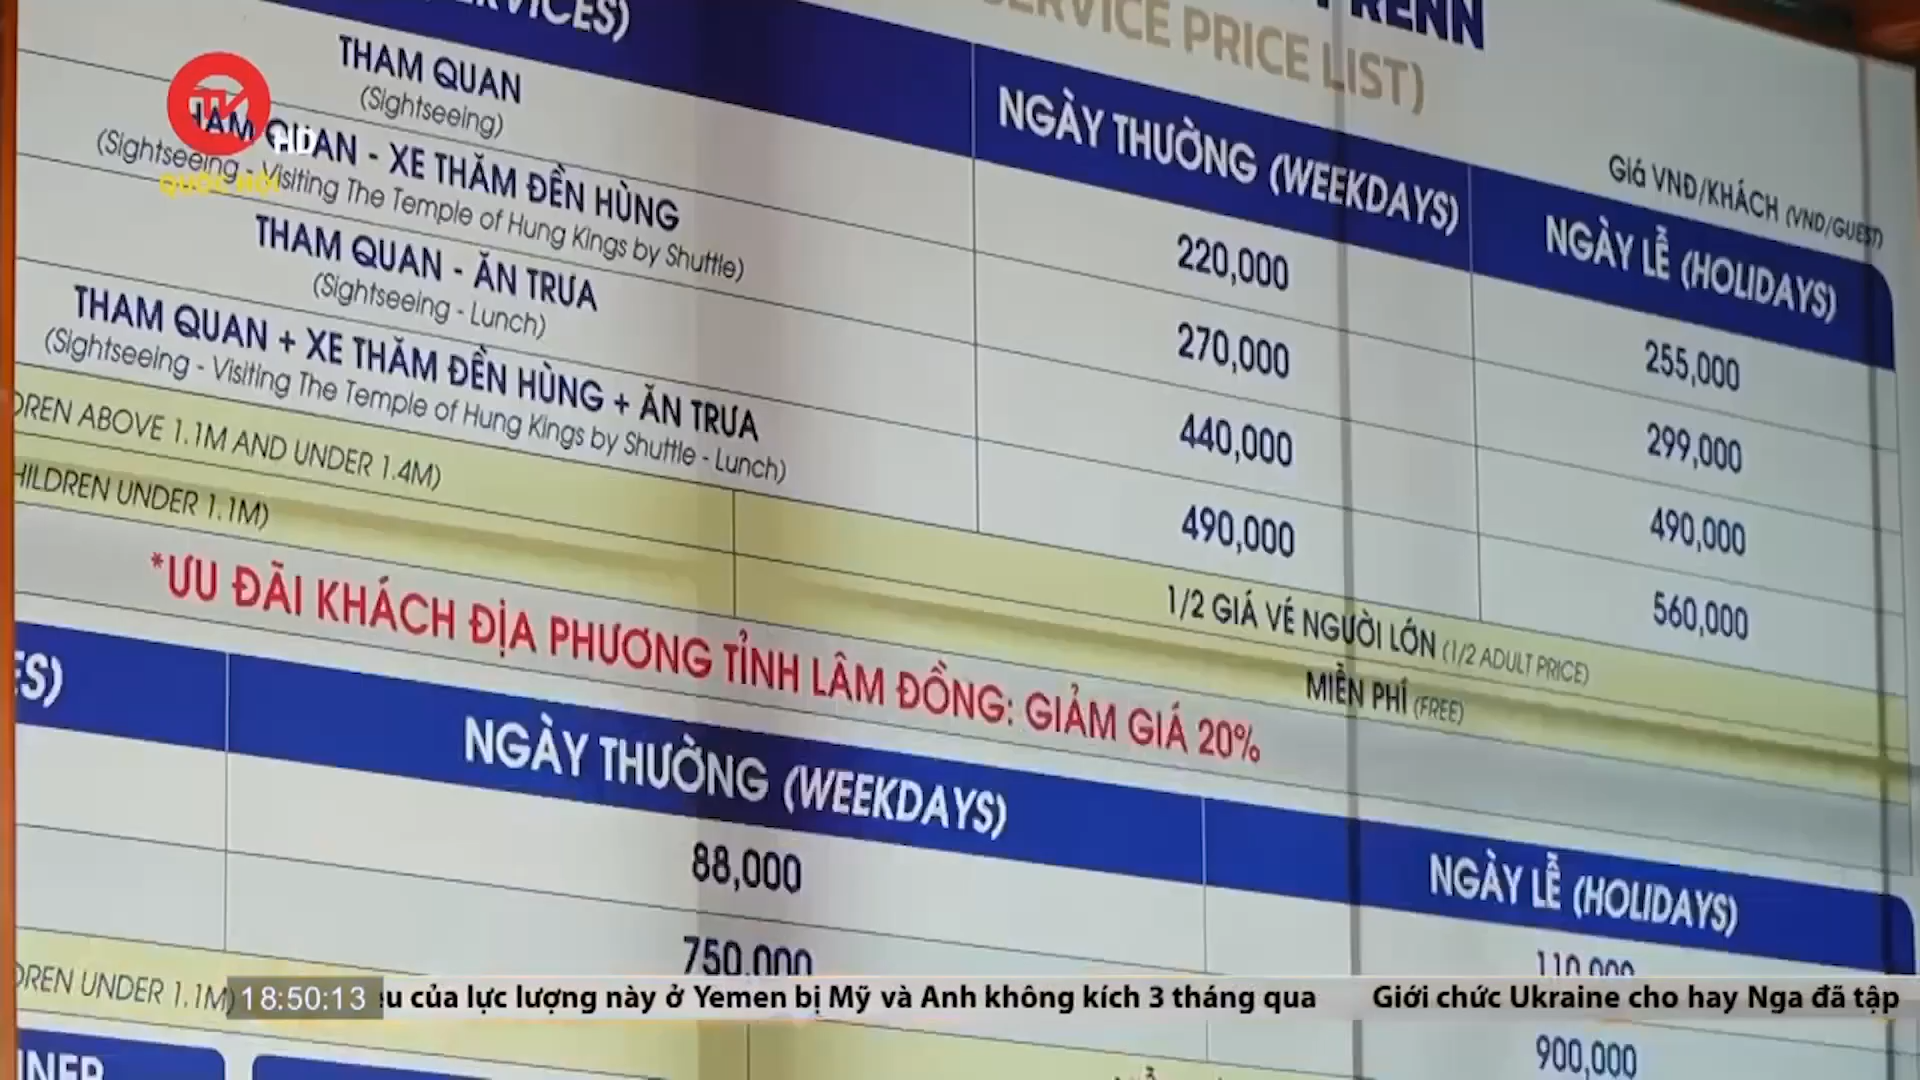 SERVICE PRICE LIST)
Giá VNĐ/KHÁCH (VND/GUEST)
NGÀY THƯỜNG (WEEKDAYS)
NGÀY LỄ (HOLIDAYS)
THAM QUAN
(Sightseeing)
220,000
255,000
THAM QUAN - XE THĂM ĐỀN HÙNG
(Sightseeing - Visiting The Temple of Hung Kings by Shuttle)
270,000
299,000
THAM QUAN - ĂN TRƯA
(Sightseeing - Lunch)
440,000
490,000
THAM QUAN + XE THĂM ĐỀN HÙNG + ĂN TRƯA
(Sightseeing - Visiting The Temple of Hung Kings by Shuttle - Lunch)
490,000
560,000
ABOVE 1.1M AND UNDER 1.4M)
1/2 GIÁ VÉ NGƯỜI LỚN (1/2 ADULT PRICE)
UNDER 1.1M)
MIỄN PHÍ (FREE)
*ƯU ĐÃI KHÁCH ĐỊA PHƯƠNG TỈNH LÂM ĐỒNG: GIẢM GIÁ 20%
NGÀY THƯỜNG (WEEKDAYS)
NGÀY LỄ (HOLIDAYS)
88,000
110,000
750,000
900,000
UNDER 1.1M)
TV HD
QUỐC HỘI
18:50:13
của lực lượng này ở Yemen bị Mỹ và Anh không kích 3 tháng qua Giới chức Ukraine cho hay Nga đã tập